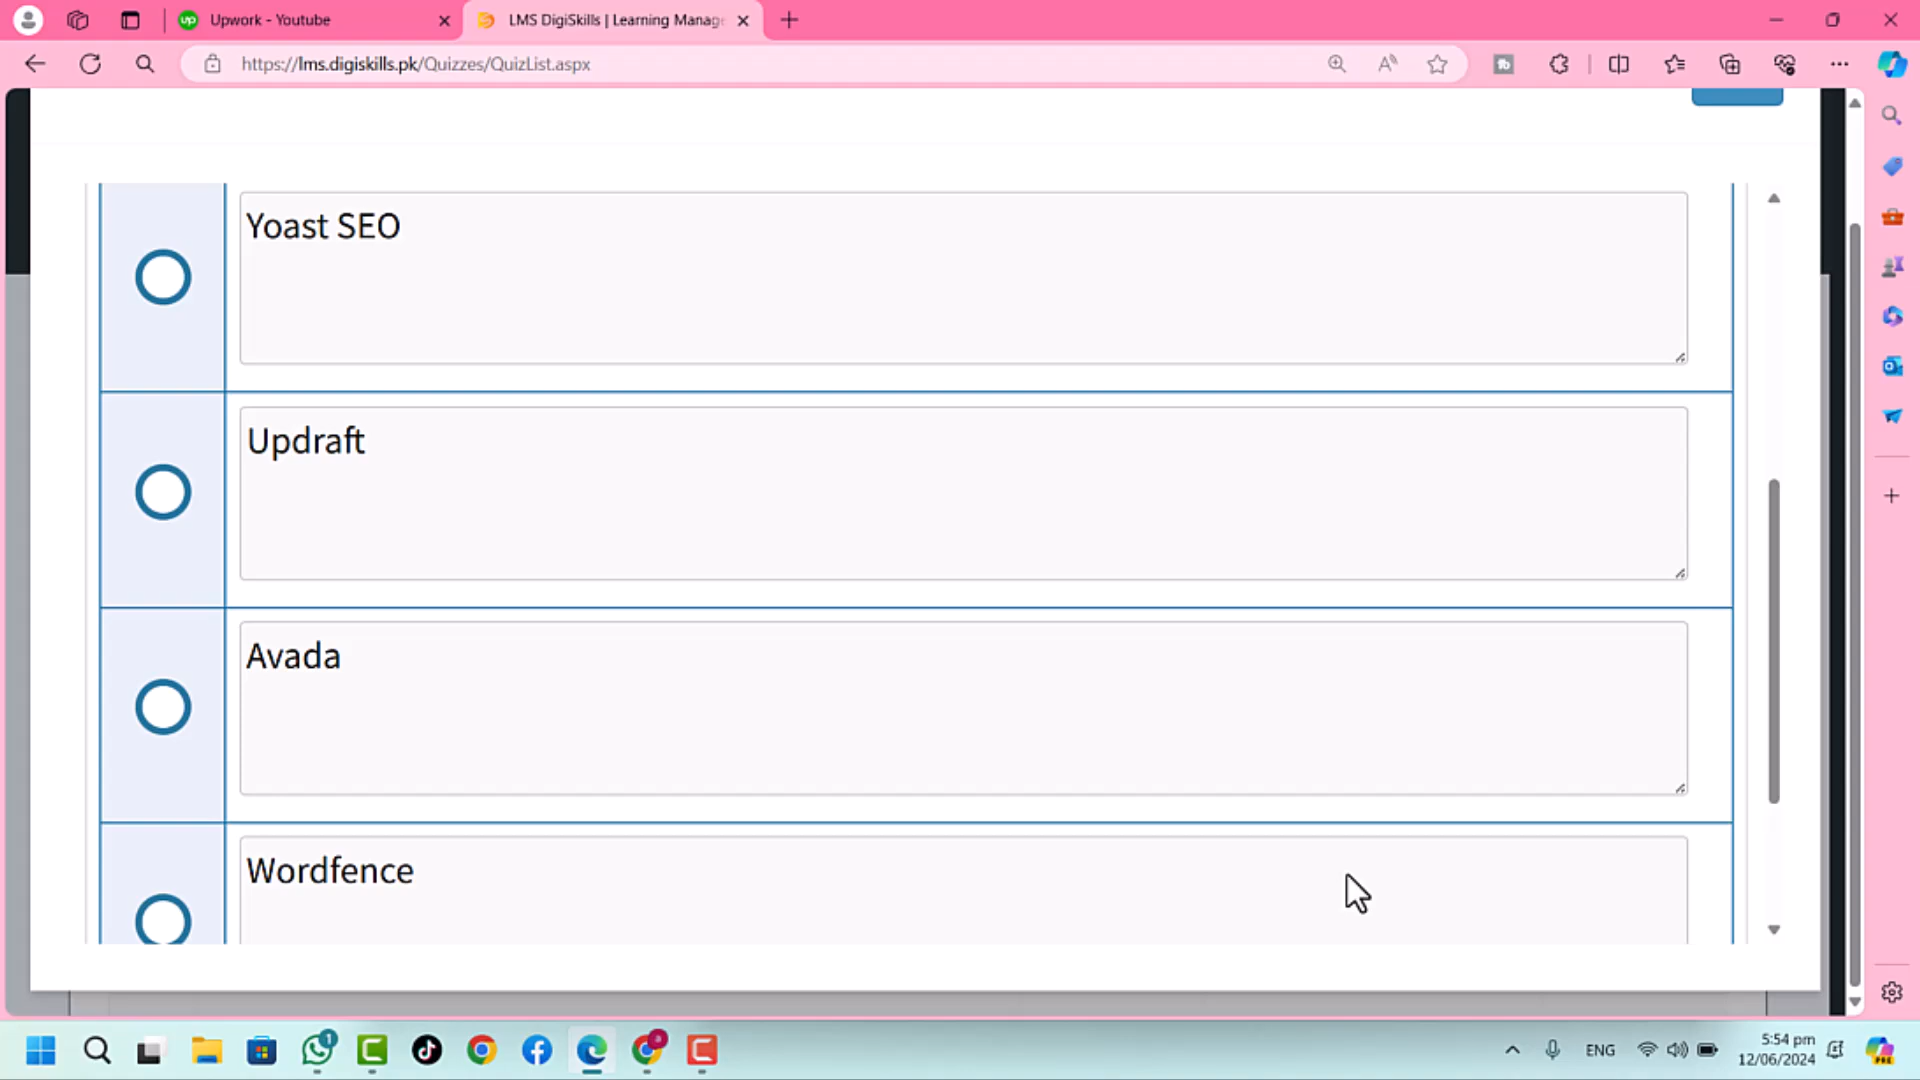 Upwork - Youtube
LMS DigiSkills | Learning Manage
https://lms.digiskills.pk/Quizzes/QuizList.aspx
Yoast SEO
Updraft
Avada
Wordfence
ENG
5:54 pm
12/06/2024